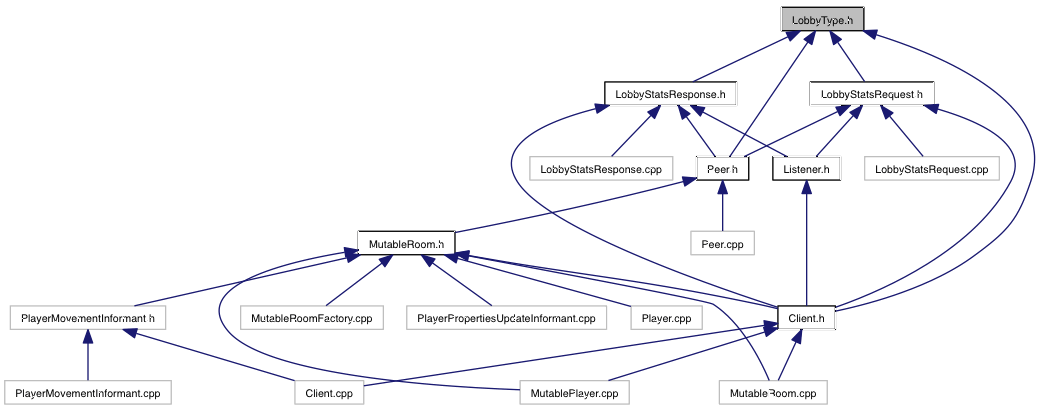 LobbyType.h
LobbyStatsResponse.h
LobbyStatsRequest.h
LobbyStatsResponse.cpp
Peer.h
Listener.h
LobbyStatsRequest.cpp
MutableRoom.h
Peer.cpp
PlayerMovementInformant.h
MutableRoomFactory.cpp
PlayerPropertiesUpdateInformant.cpp
Player.cpp
Client.h
PlayerMovementInformant.cpp
Client.cpp
MutablePlayer.cpp
MutableRoom.cpp